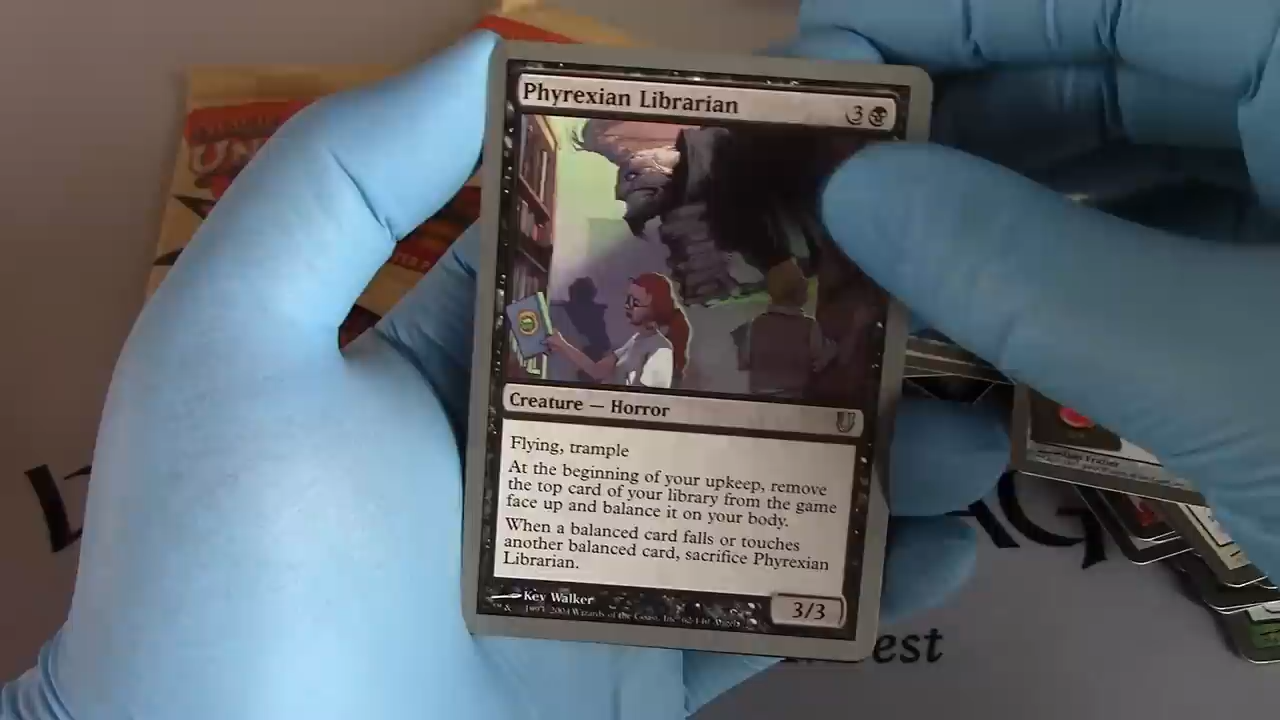 Phyrexian Librarian 3
Creature — Horror
Flying, trample
At the beginning of your upkeep, remove
the top card of your library from the game
face up and balance it on your body.
When a balanced card falls or touches
another balanced card, sacrifice Phyrexian
Librarian.
Kev Walker
3/3